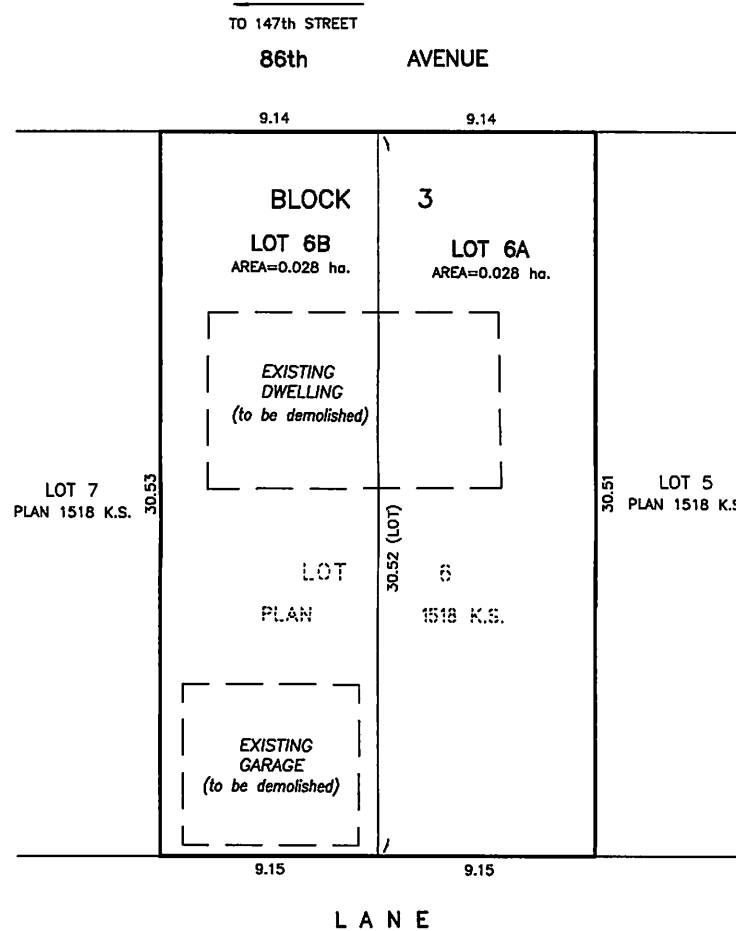 TO 147th STREET
86th AVENUE
9.14 9.14
BLOCK 3
LOT 6B
AREA=0.028 ha.
LOT 6A
AREA=0.028 ha.
EXISTING
DWELLING
(to be demolished)
LOT 7
PLAN 1518 K.S.
30.53
30.52 (LOT)
30.51
LOT 5
PLAN 1518 K.S
LOT 6
PLAN 1518 K.S.
EXISTING
GARAGE
(to be demolished)
9.15 9.15
LANE